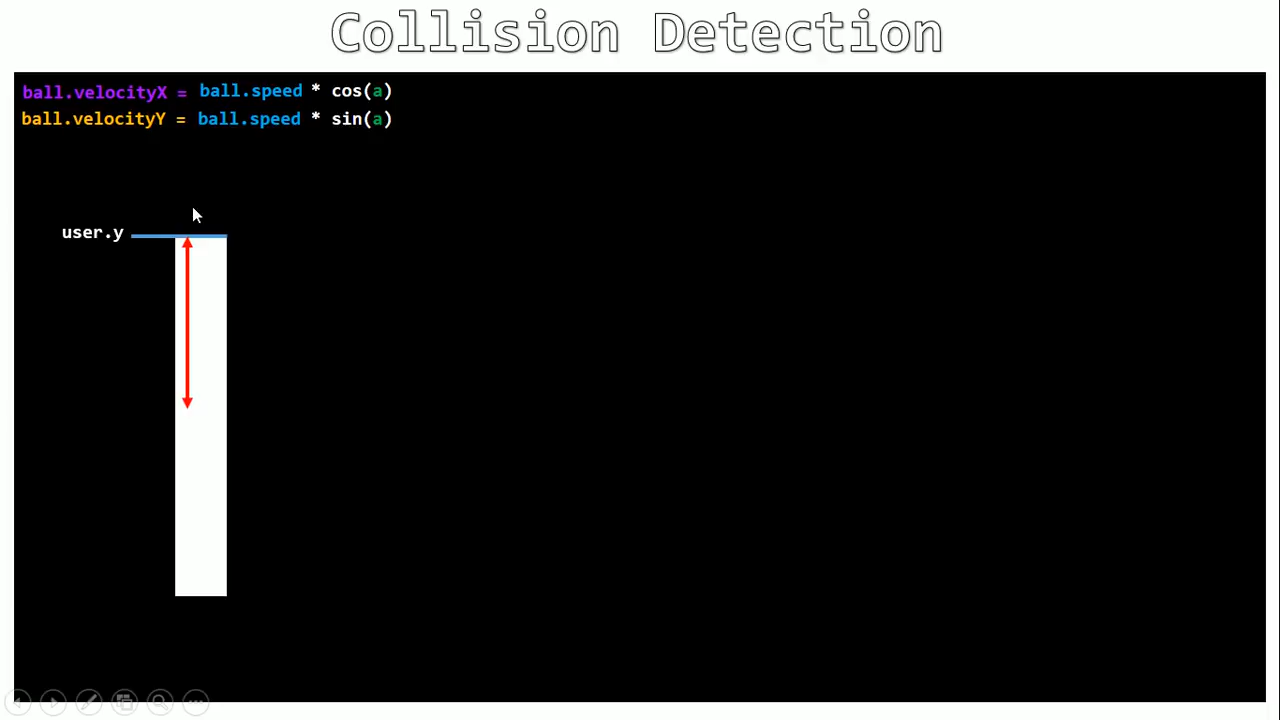 Collision Detection
ball.velocityX = ball.speed * cos(a)
ball.velocityY = ball.speed * sin(a)
user.y